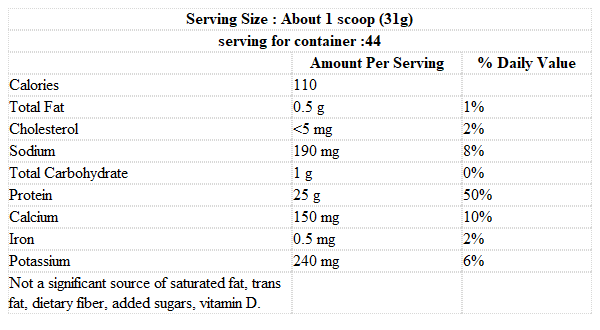 Serving Size : About 1 scoop (31g)
serving for container :44
Amount Per Serving % Daily Value
Calories 110
Total Fat 0.5 g 1%
Cholesterol <5 mg 2%
Sodium 190 mg 8%
Total Carbohydrate 1 g 0%
Protein 25 g 50%
Calcium 150 mg 10%
Iron 0.5 mg 2%
Potassium 240 mg 6%
Not a significant source of saturated fat, trans
fat, dietary fiber, added sugars, vitamin D.